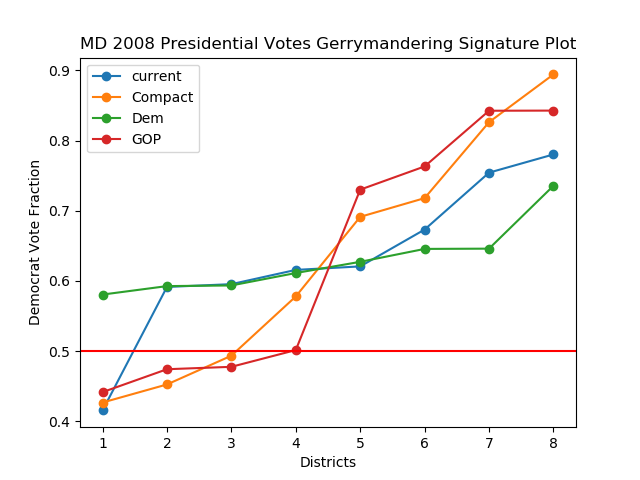 MD 2008 Presidential Votes Gerrymandering Signature Plot
current
Compact
Dem
GOP
0.9
0.8
0.7
0.6
0.5
0.4
Democrat Vote Fraction
1 2 3 4 5 6 7 8
Districts